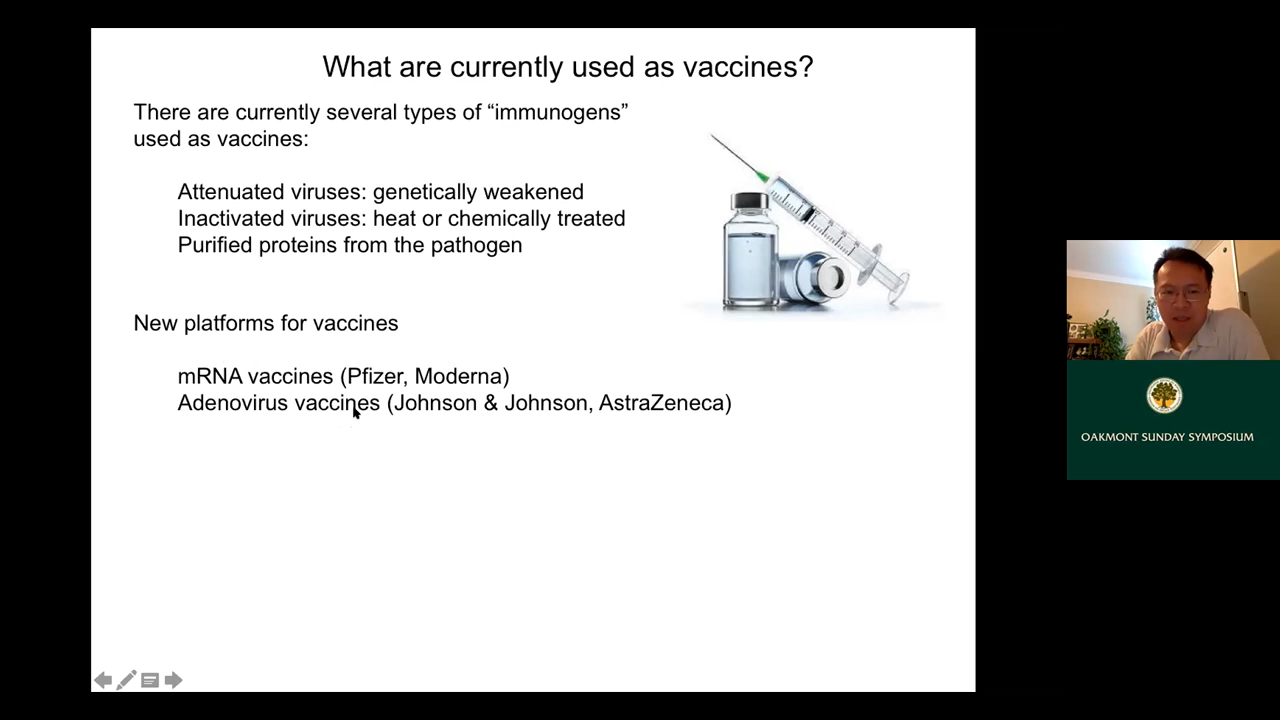 What are currently used as vaccines?
There are currently several types of “immunogens”
used as vaccines:
Attenuated viruses: genetically weakened
Inactivated viruses: heat or chemically treated
Purified proteins from the pathogen
New platforms for vaccines
mRNA vaccines (Pfizer, Moderna)
Adenovirus vaccines (Johnson & Johnson, AstraZeneca)
OAKMONT SUNDAY SYMPOSIUM